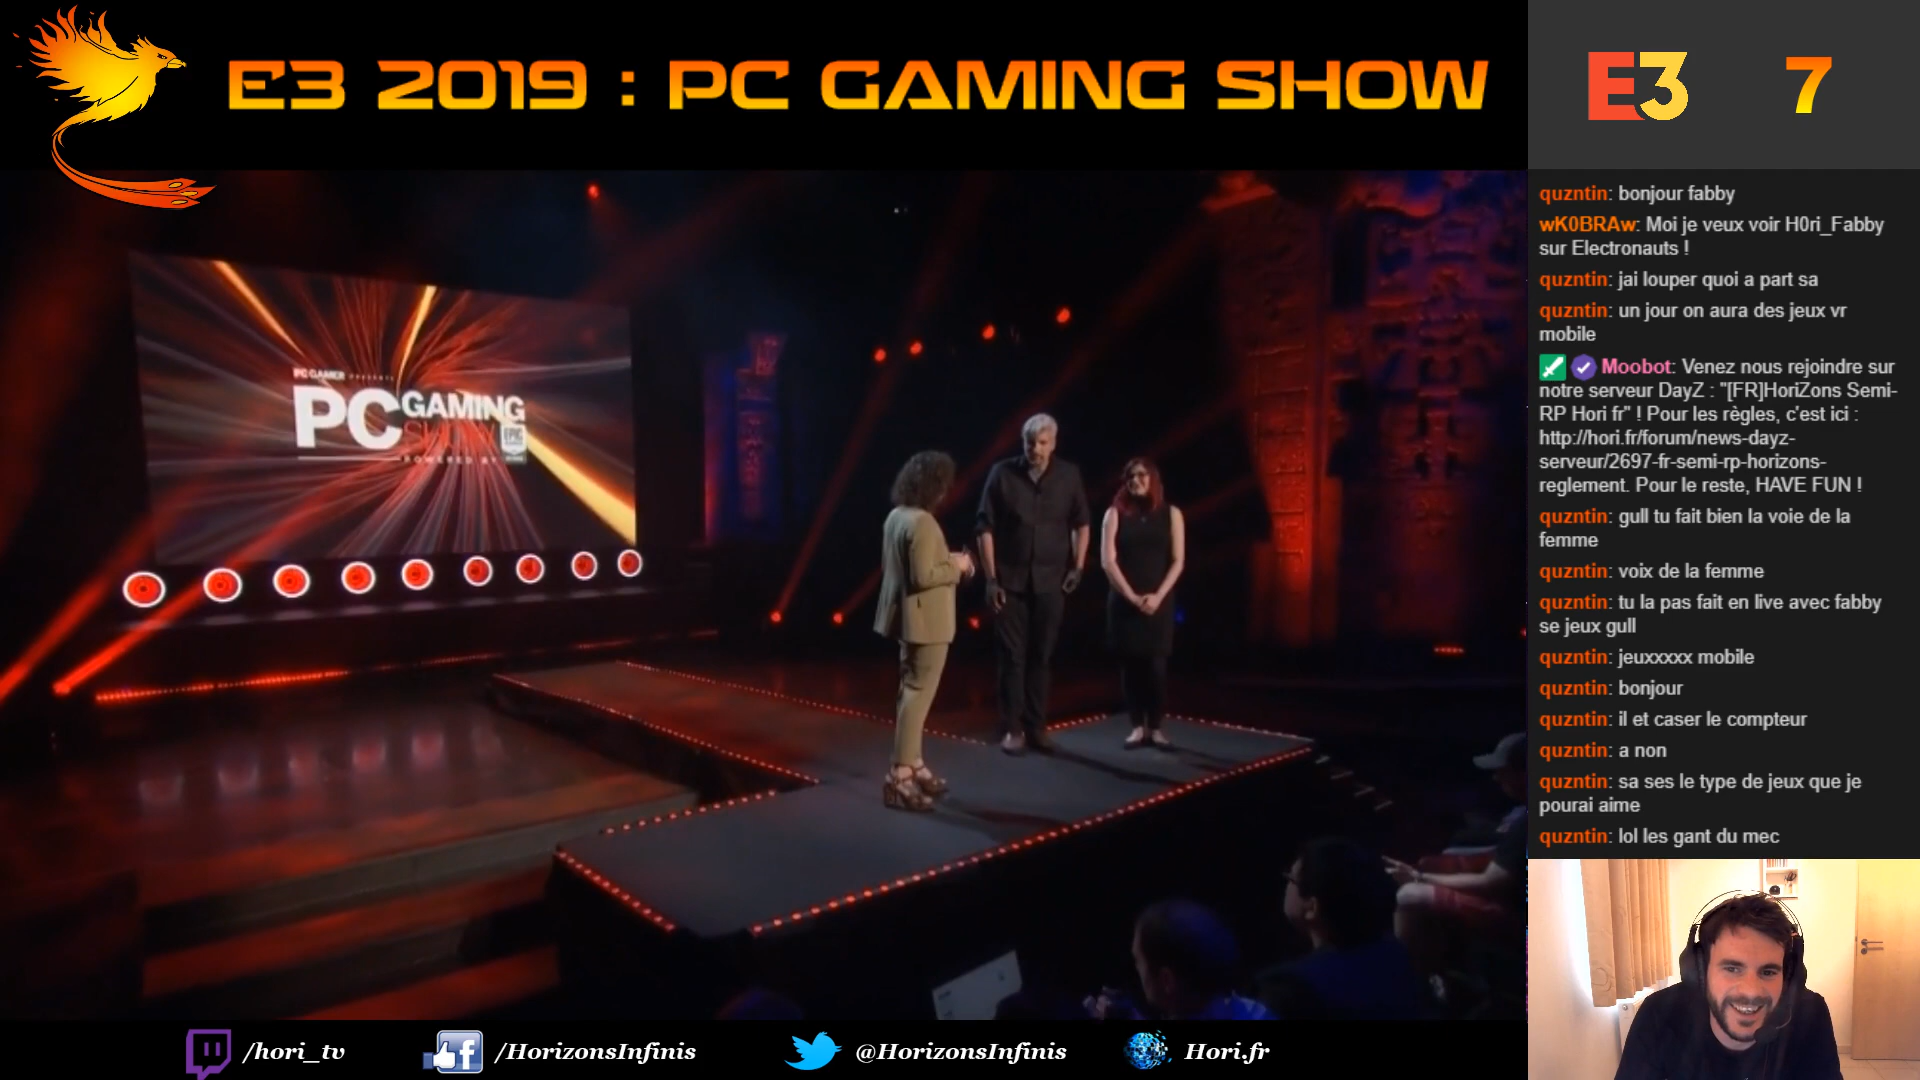 E3 2019 : PC GAMING SHOW
E3 7
PC GAMER PRESENTS
PC GAMING
SHOW
EPIC
POWERED BY
quzntin: bonjour fabby
wK0BRAw: Moi je veux voir H0ri_Fabby
sur Electronauts !
quzntin: jai louper quoi a part sa
quzntin: un jour on aura des jeux vr
mobile
Moobot: Venez nous rejoindre sur
notre serveur DayZ : "[FR]HoriZons Semi-
RP Hori fr" ! Pour les règles, c'est ici :
http://hori.fr/forum/news-dayz-
serveur/2697-fr-semi-rp-horizons-
reglement. Pour le reste, HAVE FUN !
quzntin: gull tu fait bien la voie de la
femme
quzntin: voix de la femme
quzntin: tu la pas fait en live avec fabby
se jeux gull
quzntin: jeuxxxxx mobile
quzntin: bonjour
quzntin: il et caser le compteur
quzntin: a non
quzntin: sa ses le type de jeux que je
pourai aime
quzntin: lol les gant du mec
/hori_tv
/HorizonsInfinis
@HorizonsInfinis
Hori.fr